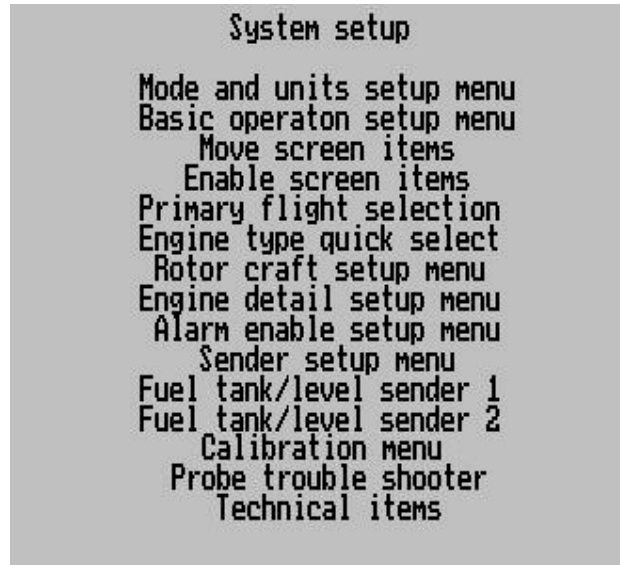 System setup
Mode and units setup menu
Basic operaton setup menu
Move screen items
Enable screen items
Primary flight selection
Engine type quick select
Rotor craft setup menu
Engine detail setup menu
Alarm enable setup menu
Sender setup menu
Fuel tank/level sender 1
Fuel tank/level sender 2
Calibration menu
Probe trouble shooter
Technical items